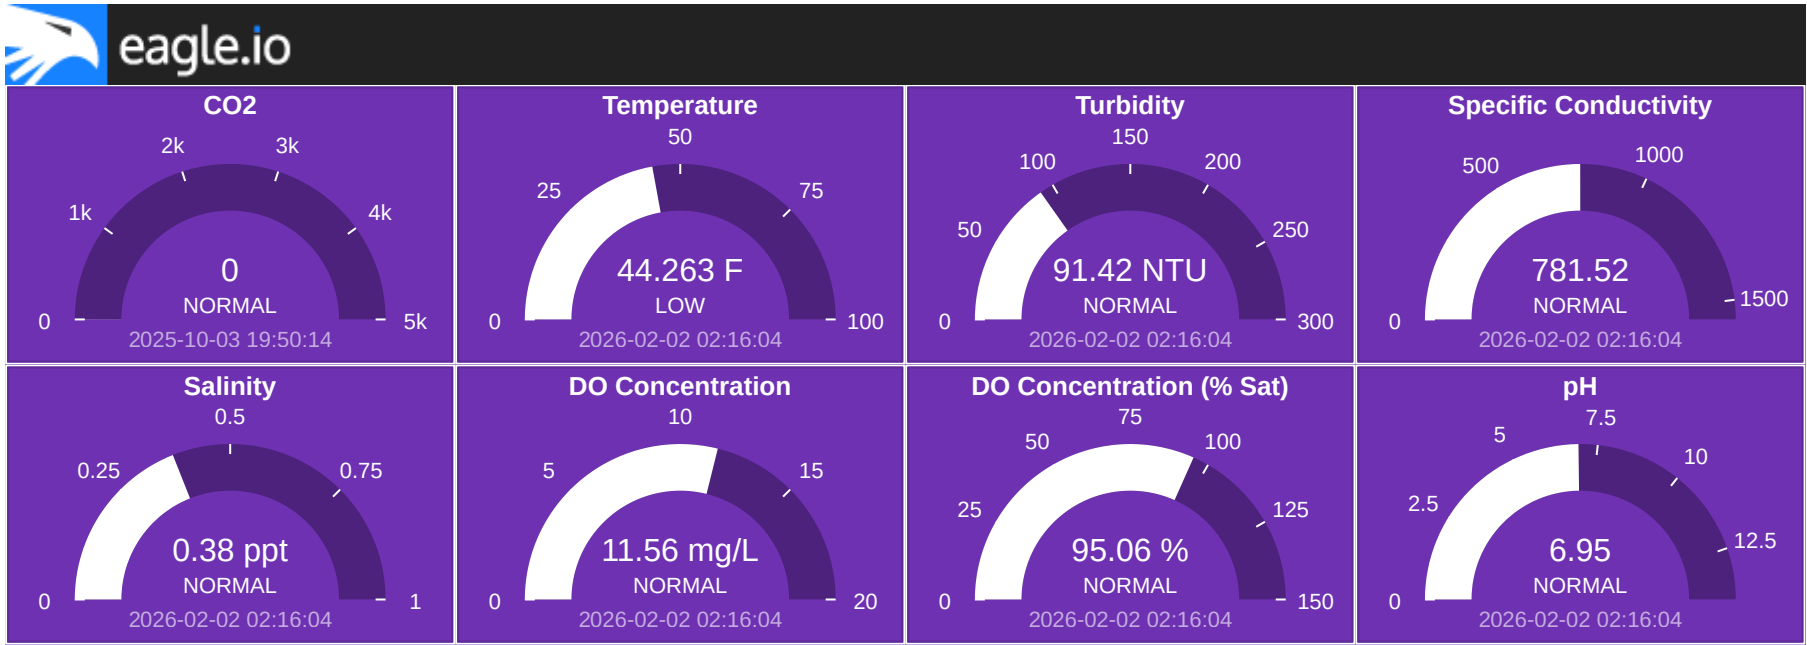 eagle.io
CO2
0
1k
2k
3k
4k
5k
0
NORMAL
2025-10-03 19:50:14
Temperature
0
25
50
75
100
44.263 F
LOW
2026-02-02 02:16:04
Turbidity
0
50
100
150
200
250
300
91.42 NTU
NORMAL
2026-02-02 02:16:04
Specific Conductivity
0
500
1000
1500
781.52
NORMAL
2026-02-02 02:16:04
Salinity
0
0.25
0.5
0.75
1
0.38 ppt
NORMAL
2026-02-02 02:16:04
DO Concentration
0
5
10
15
20
11.56 mg/L
NORMAL
2026-02-02 02:16:04
DO Concentration (% Sat)
0
25
50
75
100
125
150
95.06 %
NORMAL
2026-02-02 02:16:04
pH
0
2.5
5
7.5
10
12.5
6.95
NORMAL
2026-02-02 02:16:04